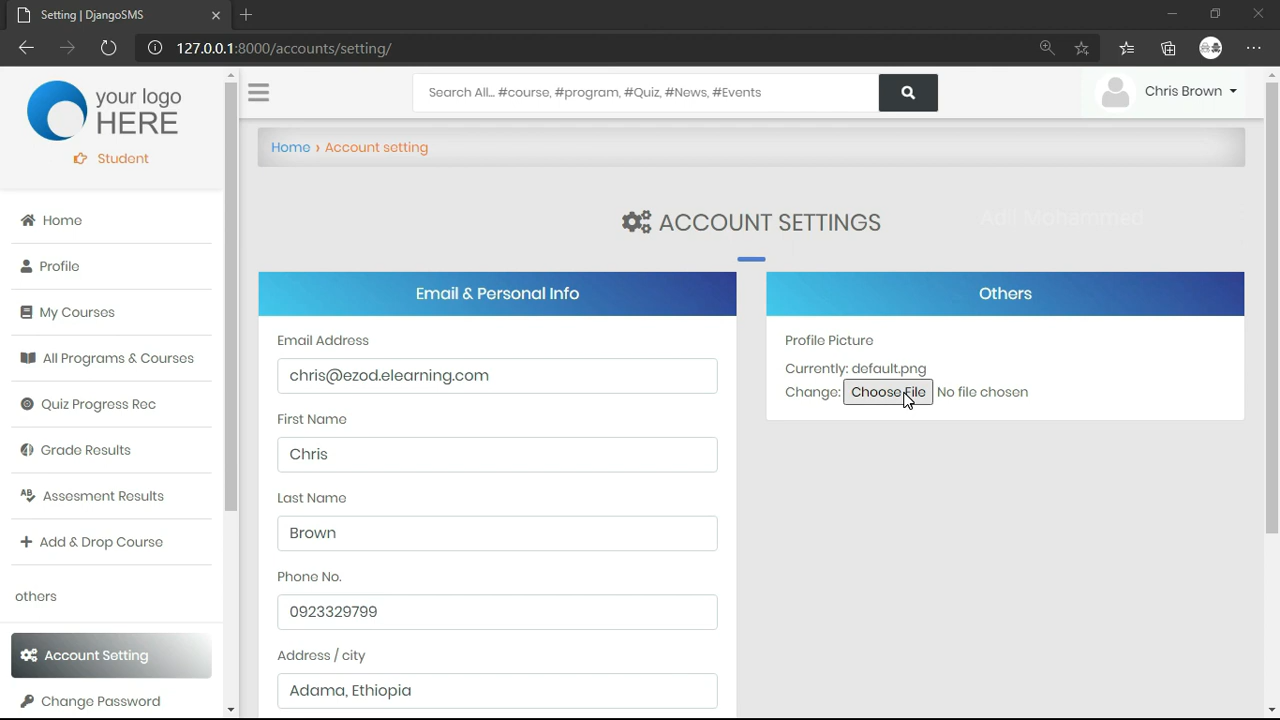 Setting | DjangoSMS
127.0.0.1:8000/accounts/setting/
your logo
HERE
Student
Home
Profile
My Courses
All Programs & Courses
Quiz Progress Rec
Grade Results
Assesment Results
Add & Drop Course
others
Account Setting
Change Password
Search All... #course, #program, #Quiz, #News, #Events
Chris Brown
Home › Account setting
ACCOUNT SETTINGS
Adil Mohammed
Email & Personal Info
Email Address
chris@ezod.elearning.com
First Name
Chris
Last Name
Brown
Phone No.
0923329799
Address / city
Adama, Ethiopia
Others
Profile Picture
Currently: default.png
Change: Choose File No file chosen